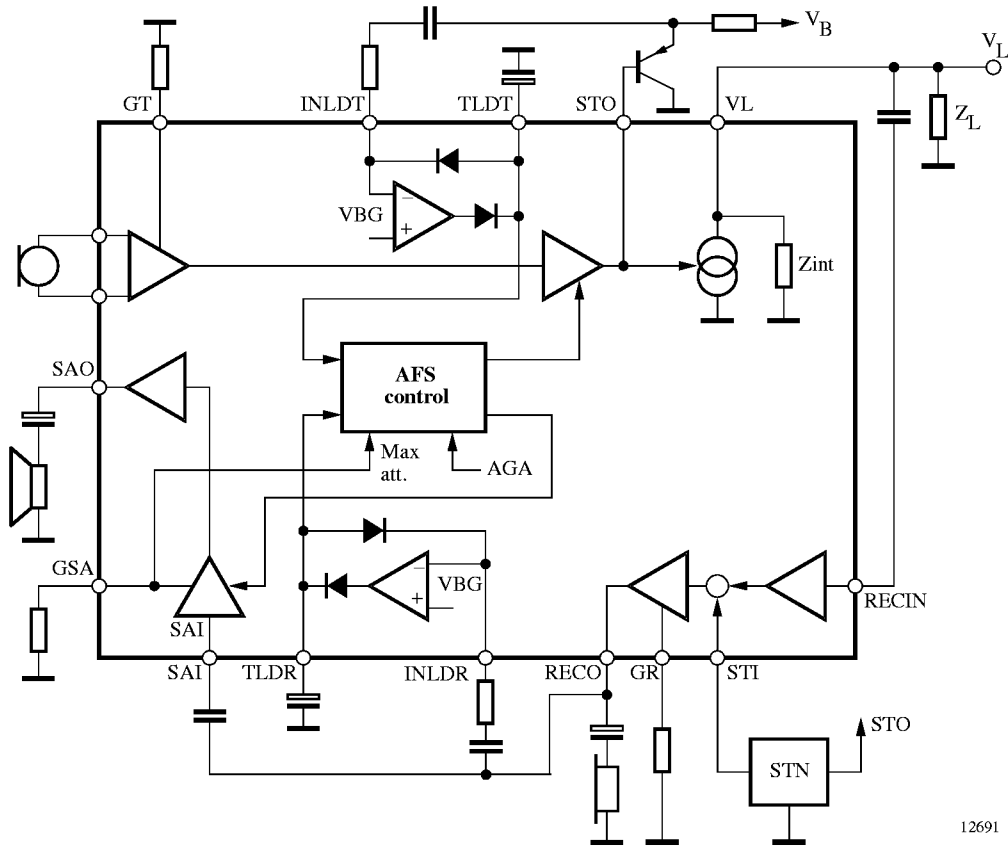 V_B
V_L
GT
INLDT
TLDT
STO
VL
Z_L
VBG
−
+
Zint
SAO
AFS
control
Max
att.
AGA
GSA
VBG
−
+
RECIN
SAI
SAI
TLDR
INLDR
RECO
GR
STI
STO
STN
12691